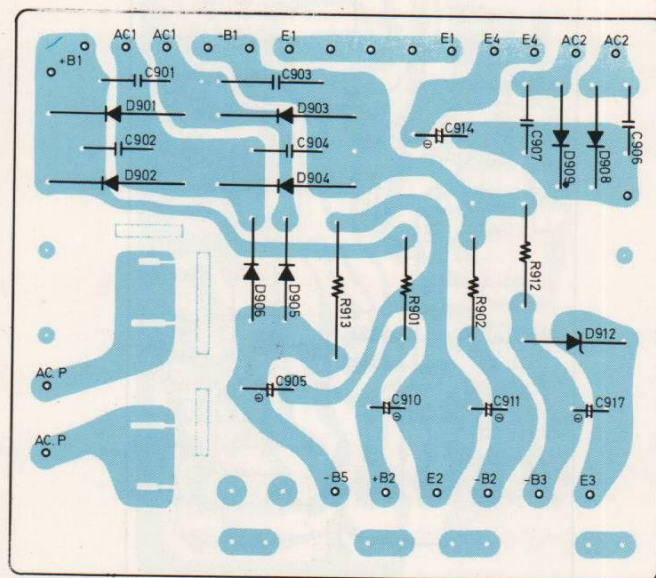 AC1 AC1 -B1 E1 E1 E4 E4 AC2 AC2
+B1
C901 C903
D901 D903
C914
C902 C904
C907 D909 D908 C906
D902 D904
D906 D905 R913 R901 R902 R912
D912
AC. P
C905 C910 C911 C917
⊖ ⊖ ⊖ ⊖ ⊖
AC. P
-B5 +B2 E2 -B2 -B3 E3